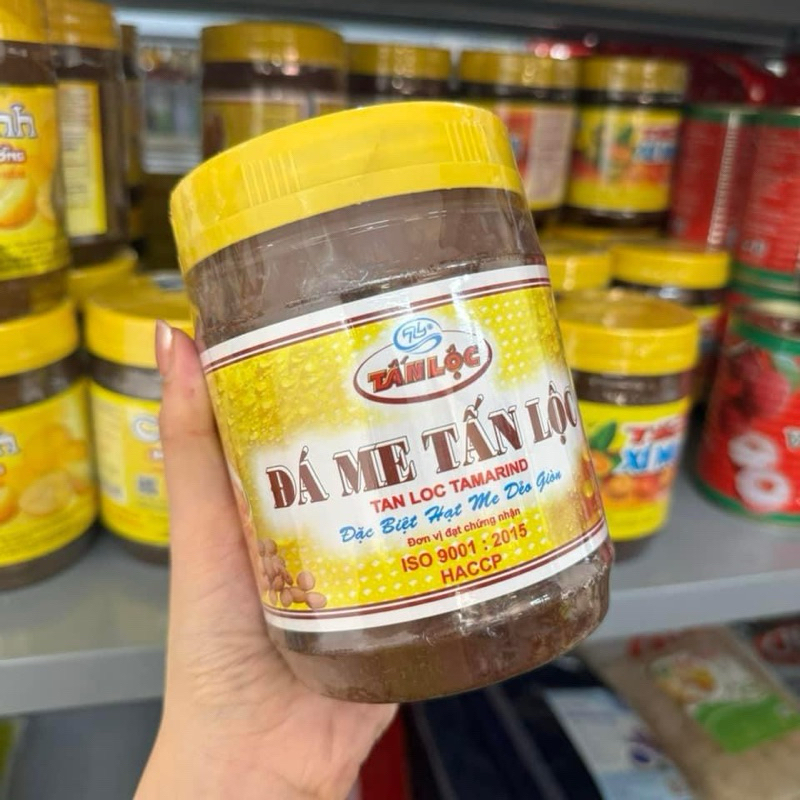 TẤN LỘC
ĐÁ ME TẤN LỘC
TAN LOC TAMARIND
Đặc Biệt Hạt Me Dẻo Giòn
Đơn vị đạt chứng nhận
ISO 9001 : 2015
HACCP
XÍ M